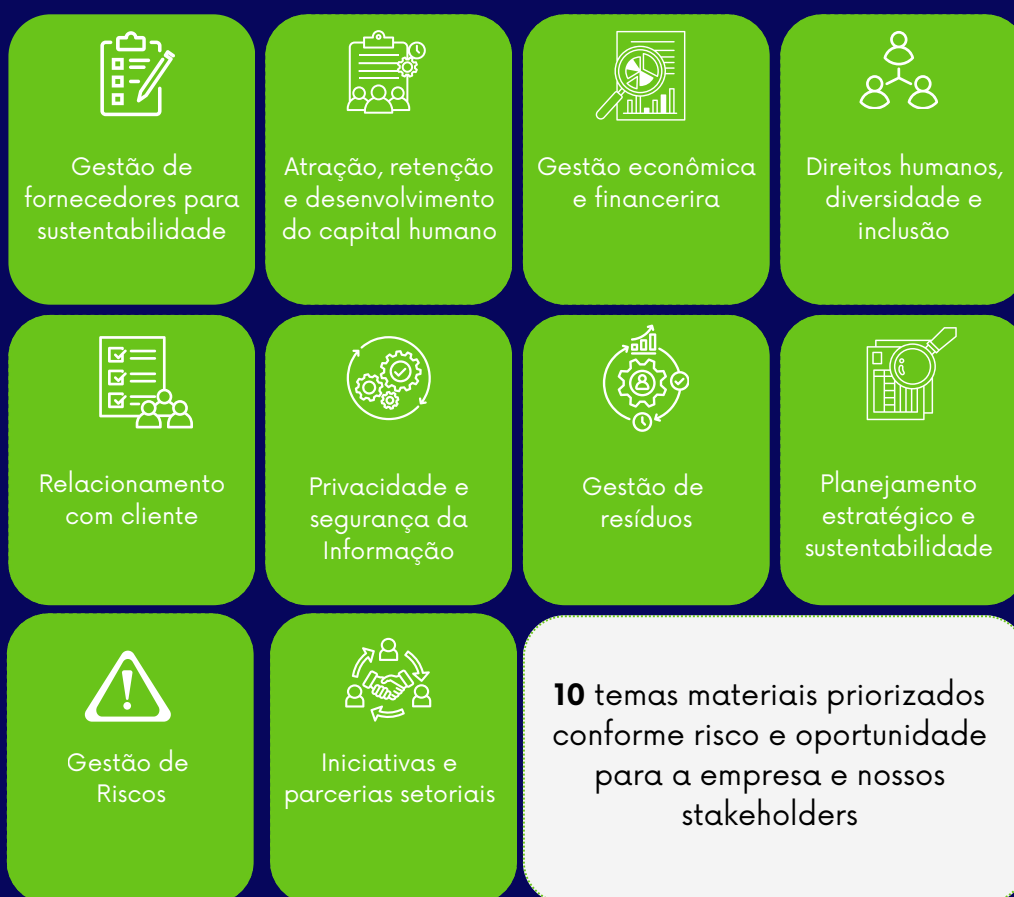 Gestão de
fornecedores para
sustentabilidade
Atração, retenção
e desenvolvimento
do capital humano
Gestão econômica
e financerira
Direitos humanos,
diversidade e
inclusão
Relacionamento
com cliente
Privacidade e
segurança da
Informação
Gestão de
resíduos
Planejamento
estratégico e
sustentabilidade
Gestão de
Riscos
Iniciativas e
parcerias setoriais
10 temas materiais priorizados
conforme risco e oportunidade
para a empresa e nossos
stakeholders